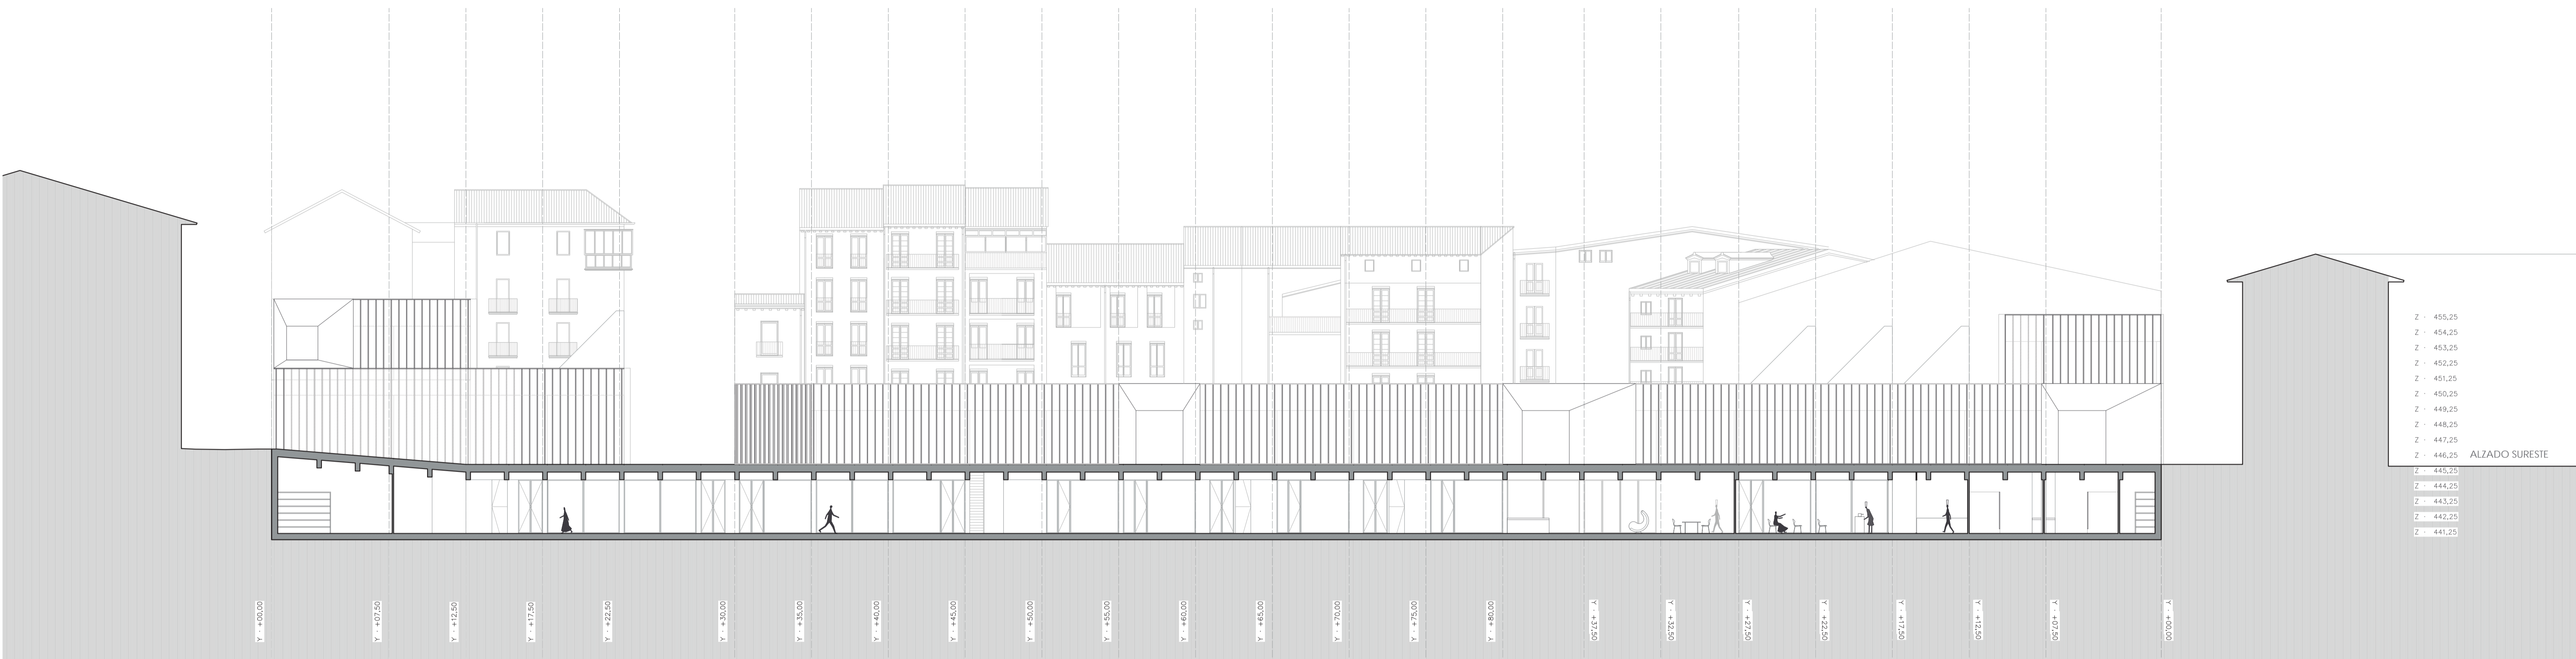 Z · 455,25
Z · 454,25
Z · 453,25
Z · 452,25
Z · 451,25
Z · 450,25
Z · 449,25
Z · 448,25
Z · 447,25
Z · 446,25 ALZADO SURESTE
Z · 445,25
Z · 444,25
Z · 443,25
Z · 442,25
Z · 441,25
Y · +00,00
Y · +07,50
Y · +12,50
Y · +17,50
Y · +22,50
Y · +30,00
Y · +35,00
Y · +40,00
Y · +45,00
Y · +50,00
Y · +55,00
Y · +60,00
Y · +65,00
Y · +70,00
Y · +75,00
Y · +80,00
Y · +37,50
Y · +32,50
Y · +27,50
Y · +22,50
Y · +17,50
Y · +12,50
Y · +07,50
Y · +00,00